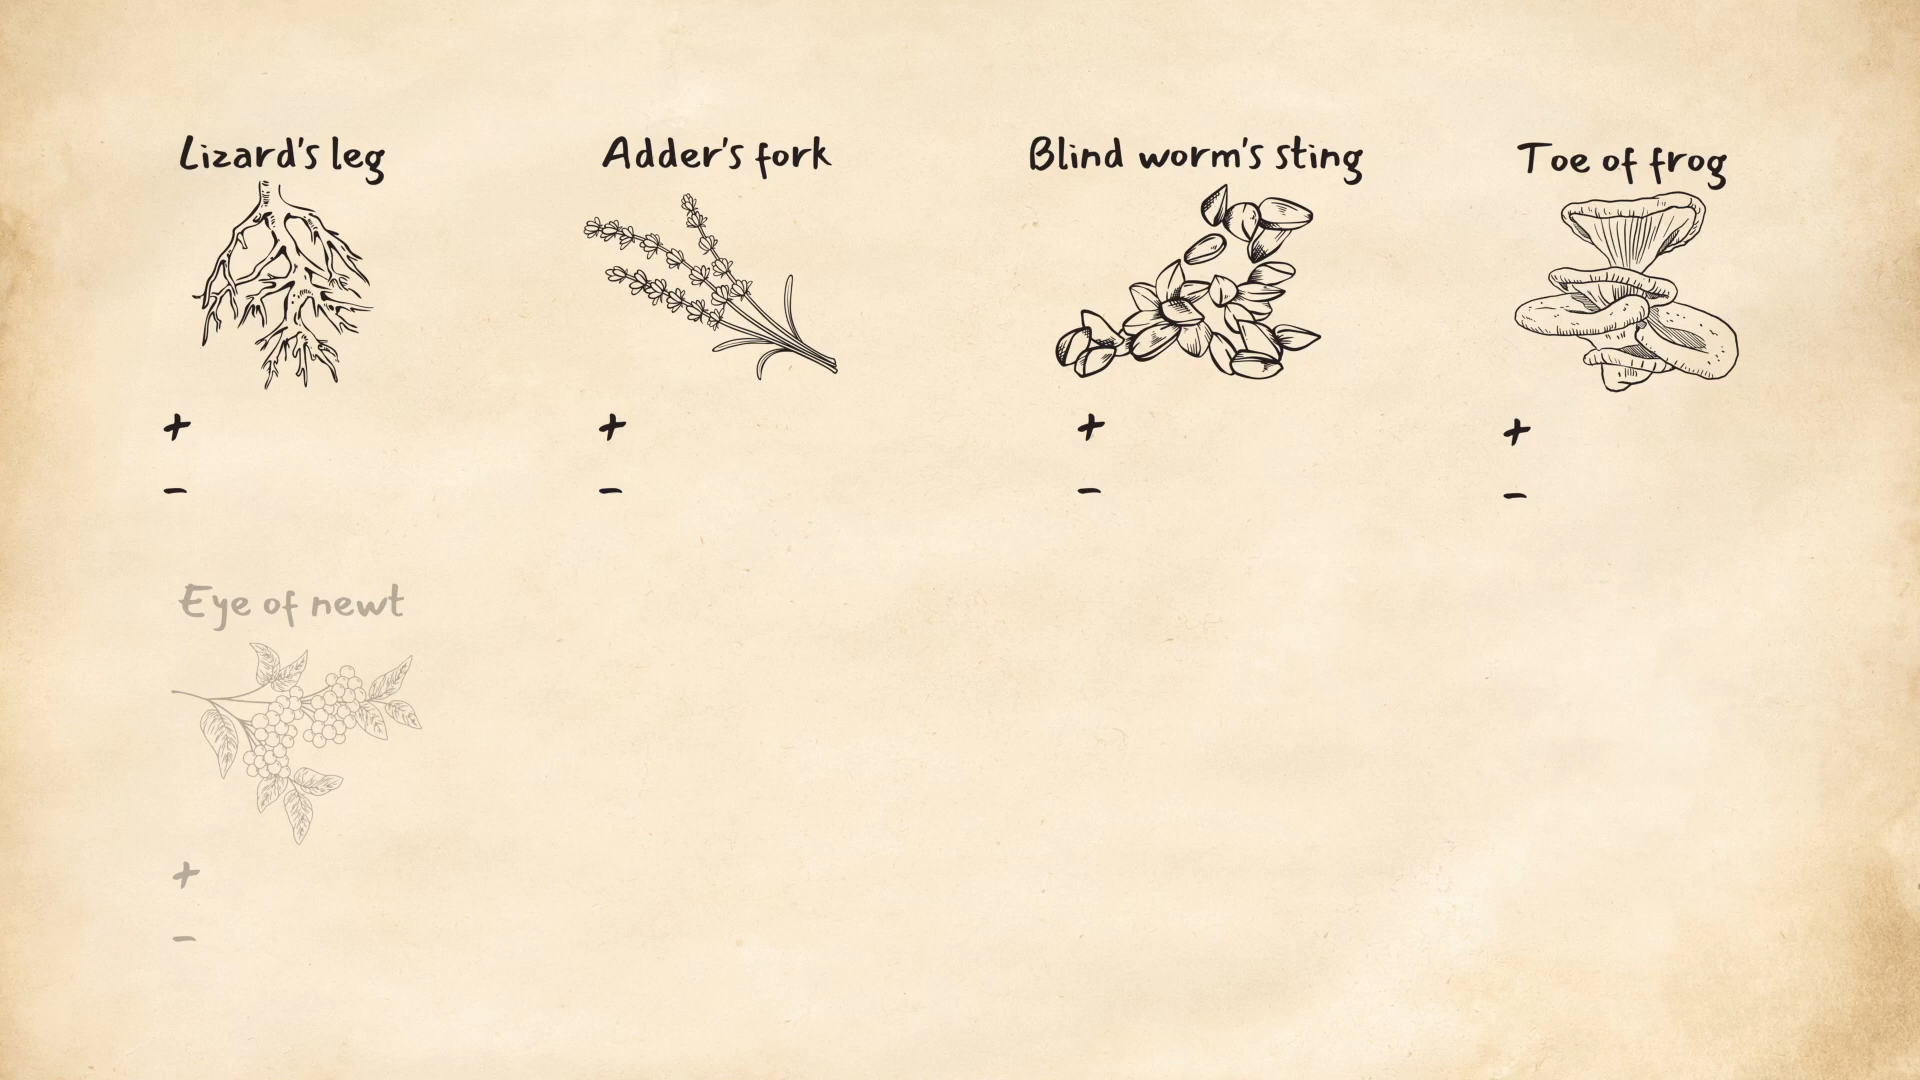 Lizard's leg
Adder's fork
Blind worm's sting
Toe of frog
+
+
+
+
-
-
-
-
Eye of newt
+
-